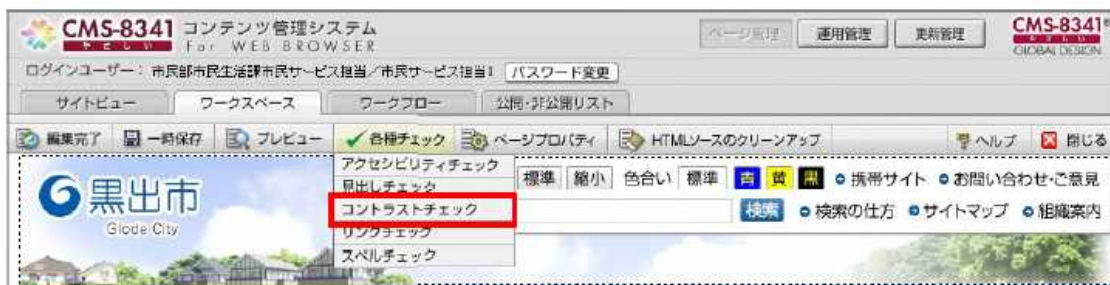 CMS-8341 コンテンツ管理システム
やさしい For WEB BROWSER
ページ管理 運用管理 更新管理
CMS-8341®
やさしい
GLOBAL DESIGN
ログインユーザー: 市民部市民生活課市民サービス担当/市民サービス担当1 パスワード変更
サイトビュー ワークスペース ワークフロー 公開・非公開リスト
編集完了 一時保存 プレビュー 各種チェック ページプロパティ HTMLソースのクリーンアップ ヘルプ 閉じる
アクセシビリティチェック
見出しチェック
コントラストチェック
リンクチェック
スペルチェック
黒出市
Glode City
標準 縮小 色合い 標準 青 黄 黒 携帯サイト お問い合わせ・ご意見
検索 検索の仕方 サイトマップ 組織案内